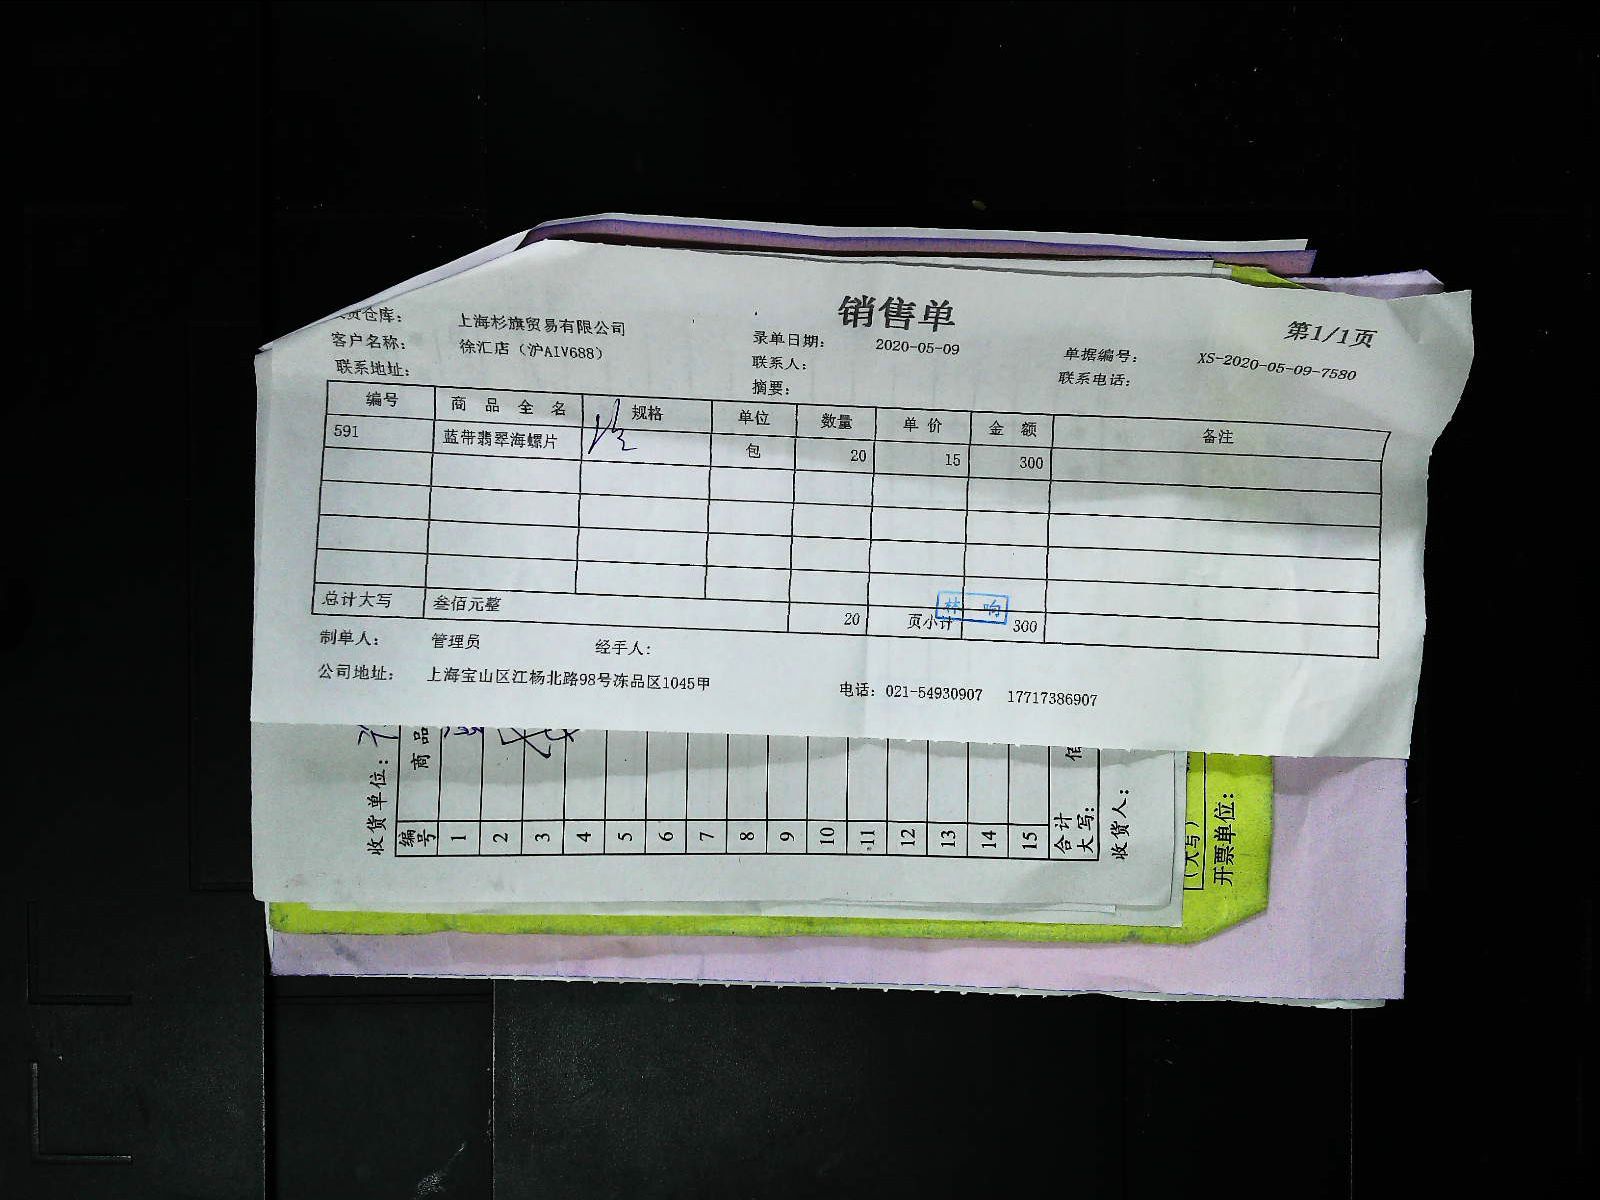 销售单
第1/1页
货仓库: 上海杉旗贸易有限公司 录单日期: 2020-05-09 单据编号: XS-2020-05-09-7580
客户名称: 徐汇店（沪AIV688） 联系人: 联系电话:
联系地址: 摘要:
编号 商品全名 规格 单位 数量 单价 金额 备注
591 蓝带翡翠海螺片 包 20 15 300
总计大写 叁佰元整 20 页小计 300
林 响
制单人: 管理员 经手人:
公司地址: 上海宝山区江杨北路98号冻品区1045甲 电话: 021-54930907 17717386907
收货单位:
编号 商品
1
2
3
4
5
6
7
8
9
10
11
12
13
14
15
合计
大写:
收货人:
(大写)
开票单位: